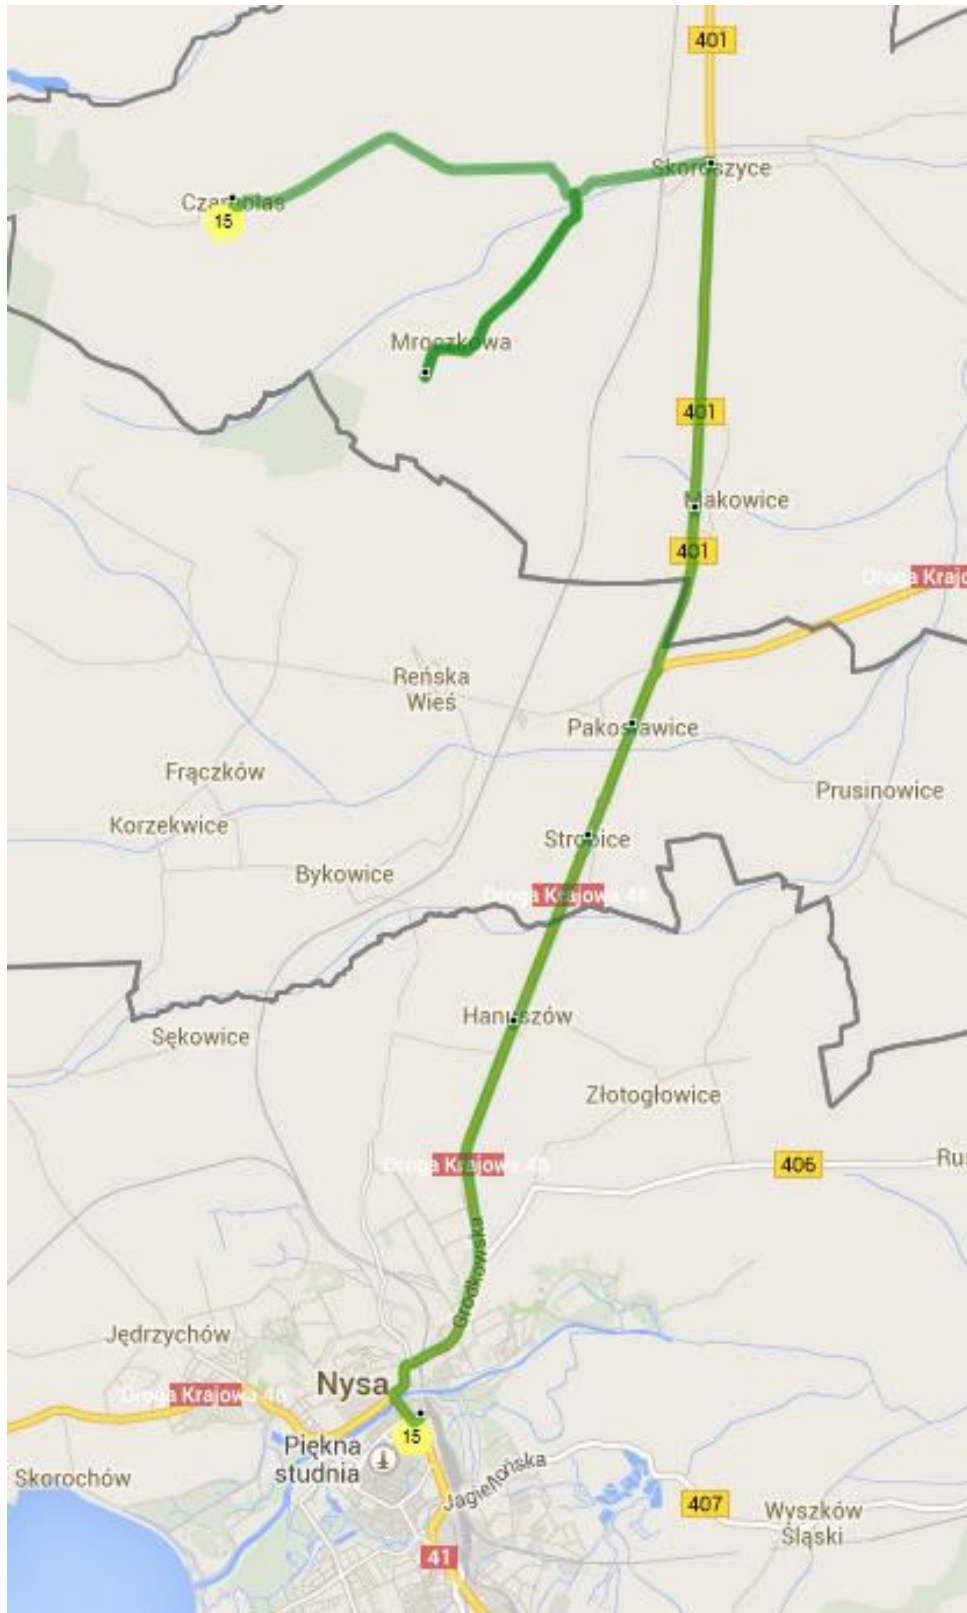 401
Skoroszyce
Czarnolas
15
Mroczkowa
401
Makowice
401
Droga Krajo
Reńska
Wieś
Pakosławice
Frączków
Prusinowice
Korzekwice
Strobice
Bykowice
Droga Krajowa 46
Hanuszów
Sękowice
Złotogłowice
Droga Krajowa
406
Rus
Grodkowska
Jędrzychów
Nysa
Droga Krajowa 46
15
Piękna
studnia
Skorochów
Jagiellońska
407
Wyszków
Śląski
41